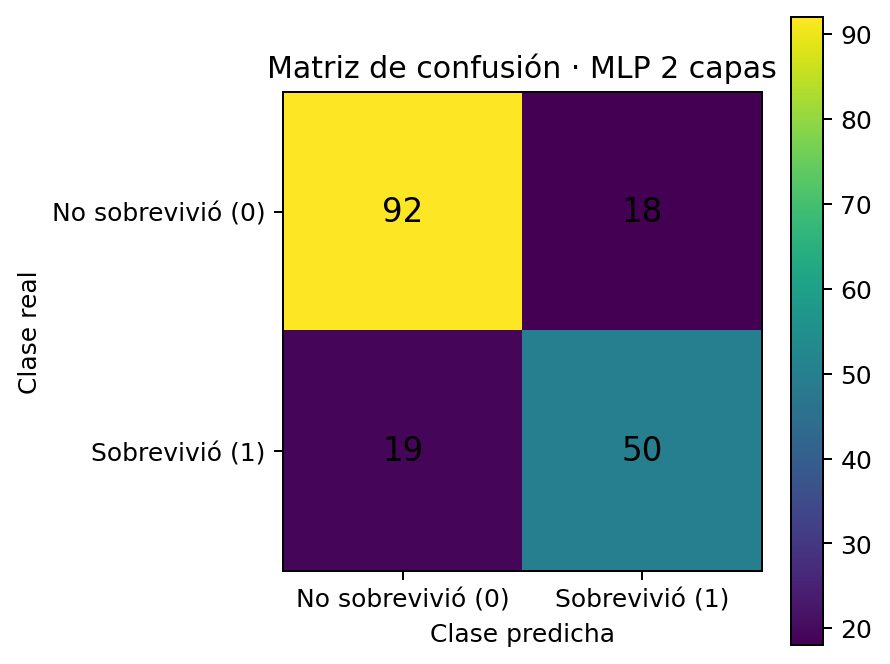 Matriz de confusión · MLP 2 capas
90
80
70
60
50
40
30
20
Clase real
No sobrevivió (0)
92
18
Sobrevivió (1)
19
50
No sobrevivió (0)
Sobrevivió (1)
Clase predicha